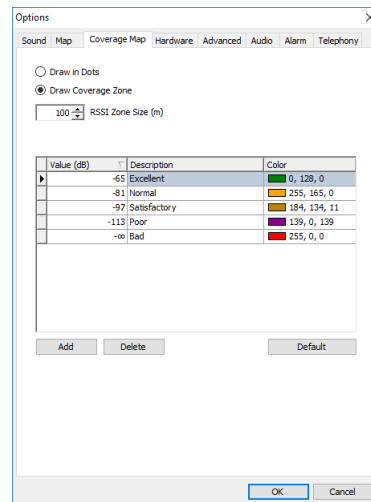 Options
Sound Map Coverage Map Hardware Advanced Audio Alarm Telephony
Draw in Dots
Draw Coverage Zone
100 RSSI Zone Size (m)
Value (dB) Description Color
-65 Excellent 0, 128, 0
-81 Normal 255, 165, 0
-97 Satisfactory 184, 134, 11
-113 Poor 139, 0, 139
-∞ Bad 255, 0, 0
Add Delete Default
OK Cancel